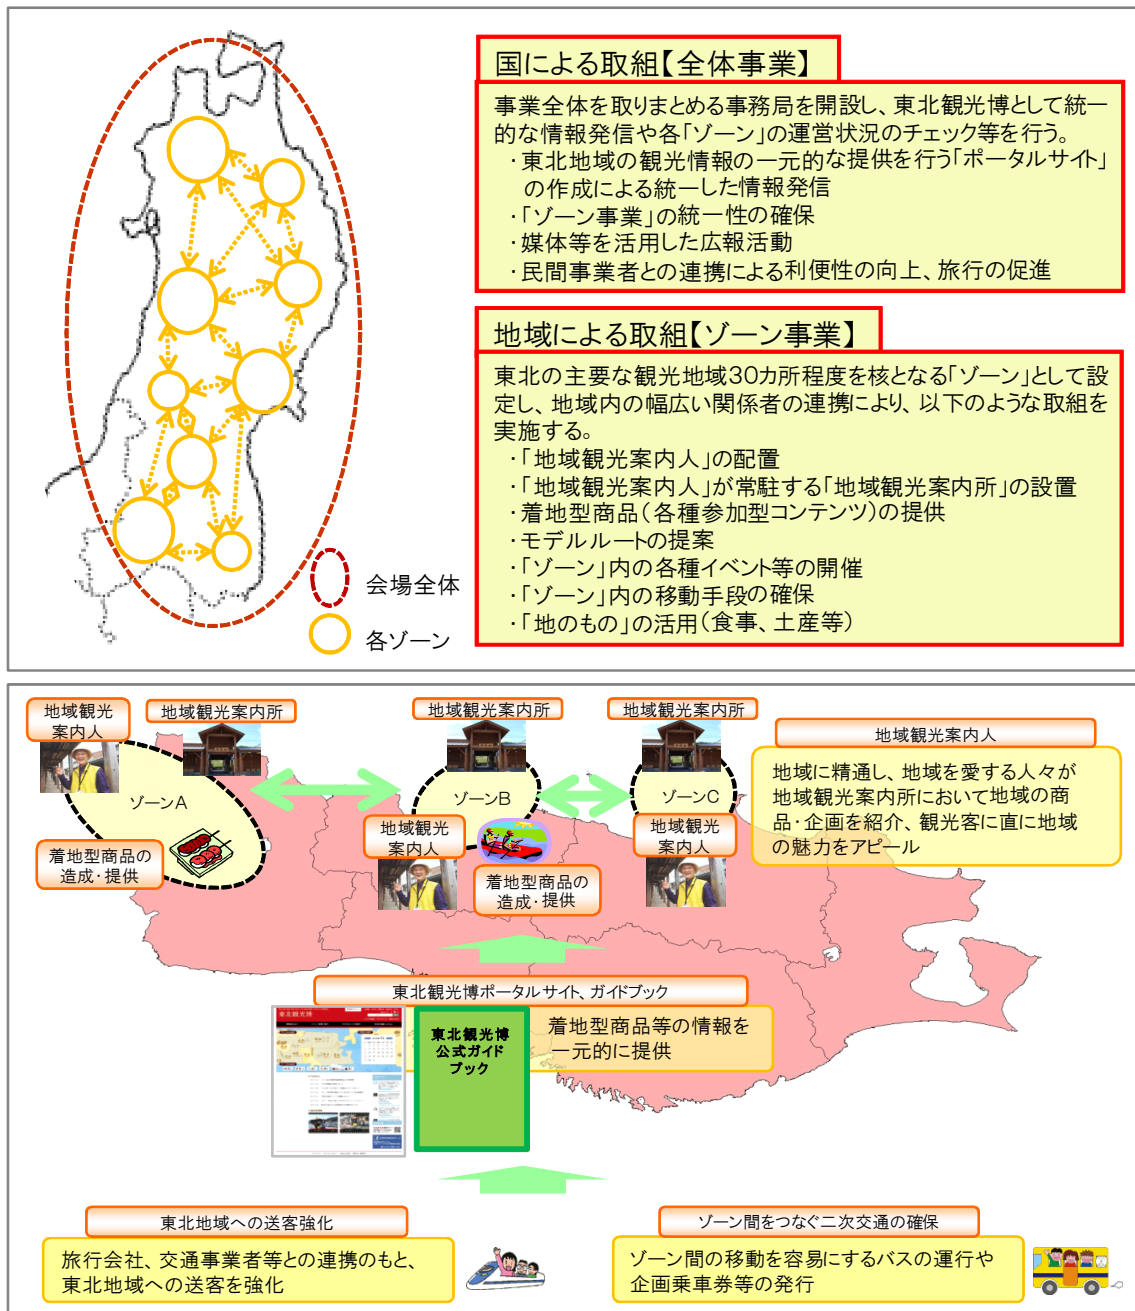 国による取組【全体事業】
事業全体を取りまとめる事務局を開設し、東北観光博として統一
的な情報発信や各「ゾーン」の運営状況のチェック等を行う。
・東北地域の観光情報の一元的な提供を行う「ポータルサイト」
の作成による統一した情報発信
・「ゾーン事業」の統一性の確保
・媒体等を活用した広報活動
・民間事業者との連携による利便性の向上、旅行の促進
地域による取組【ゾーン事業】
東北の主要な観光地域30カ所程度を核となる「ゾーン」として設
定し、地域内の幅広い関係者の連携により、以下のような取組を
実施する。
・「地域観光案内人」の配置
・「地域観光案内人」が常駐する「地域観光案内所」の設置
・着地型商品(各種参加型コンテンツ)の提供
・モデルルートの提案
・「ゾーン」内の各種イベント等の開催
・「ゾーン」内の移動手段の確保
・「地のもの」の活用(食事、土産等)
会場全体
各ゾーン
地域観光
案内人
地域観光案内所
ゾーンA
着地型商品の
造成・提供
地域観光案内所
ゾーンB
地域観光
案内人
着地型商品の
造成・提供
地域観光案内所
ゾーンC
地域観光
案内人
地域観光案内人
地域に精通し、地域を愛する人々が
地域観光案内所において地域の商
品・企画を紹介、観光客に直に地域
の魅力をアピール
東北観光博ポータルサイト、ガイドブック
東北観光博
東北観光博
公式ガイド
ブック
着地型商品等の情報を
一元的に提供
東北地域への送客強化
旅行会社、交通事業者等との連携のもと、
東北地域への送客を強化
ゾーン間をつなぐ二次交通の確保
ゾーン間の移動を容易にするバスの運行や
企画乗車券等の発行